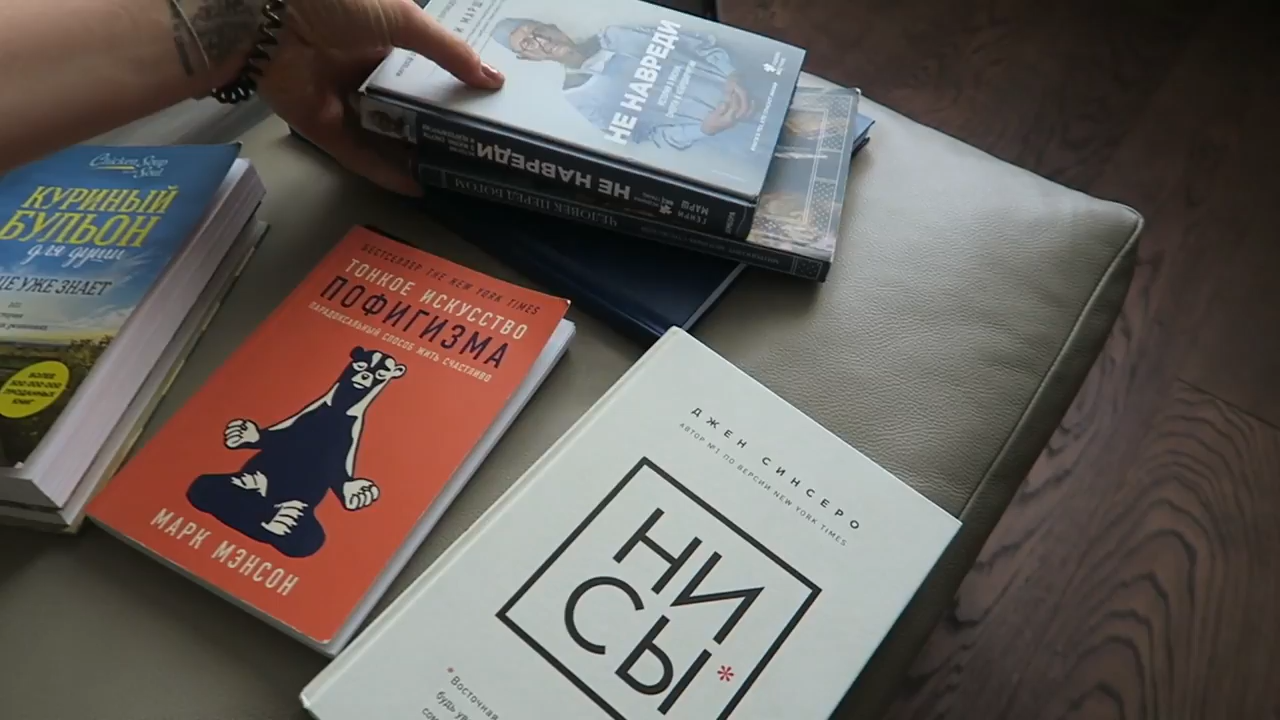 И МАРШ
НЕ НАВРЕДИ
НЕ НАВРЕДИ
ГЕНРИ
МАРШ
ЧЕЛОВЕК ПЕРЕД БОГОМ
Chicken Soup
for the Soul
КУРИНЫЙ
БУЛЬОН
для души
ЦЕ УЖЕ ЗНАЕТ
БОЛЕЕ
500 000 000
ПРОДАННЫХ
КНИГ
БЕСТСЕЛЛЕР THE NEW YORK TIMES
ТОНКОЕ ИСКУССТВО
ПОФИГИЗМА
ПАРАДОКСАЛЬНЫЙ СПОСОБ ЖИТЬ СЧАСТЛИВО
МАРК МЭНСОН
ДЖЕН СИНСЕРО
АВТОР №1 ПО ВЕРСИИ NEW YORK TIMES
НИ
СЫ*
* Восточная
будь ув